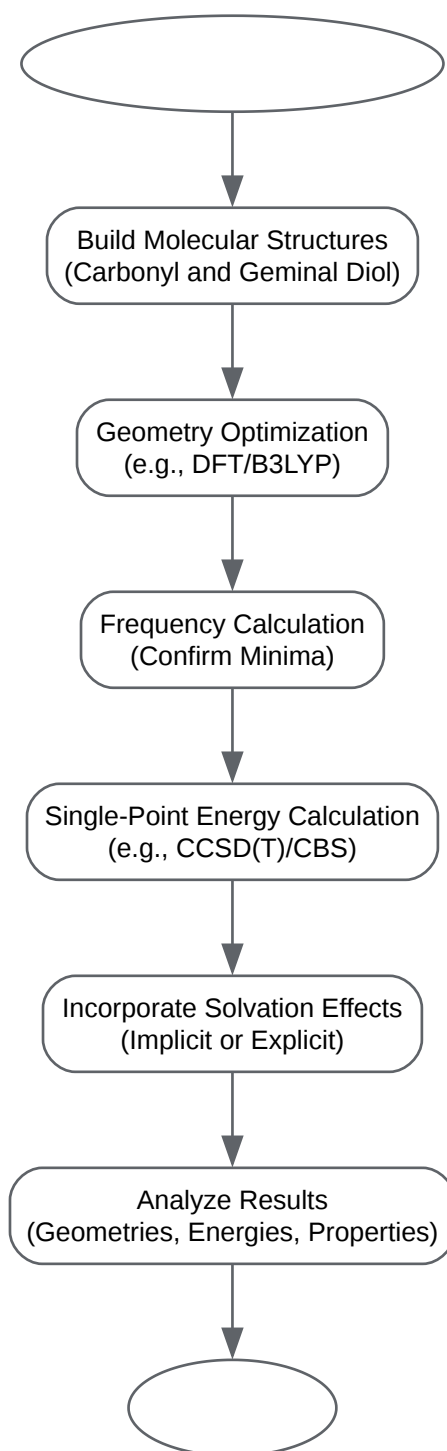 Build Molecular Structures
(Carbonyl and Geminal Diol)
Geometry Optimization
(e.g., DFT/B3LYP)
Frequency Calculation
(Confirm Minima)
Single-Point Energy Calculation
(e.g., CCSD(T)/CBS)
Incorporate Solvation Effects
(Implicit or Explicit)
Analyze Results
(Geometries, Energies, Properties)